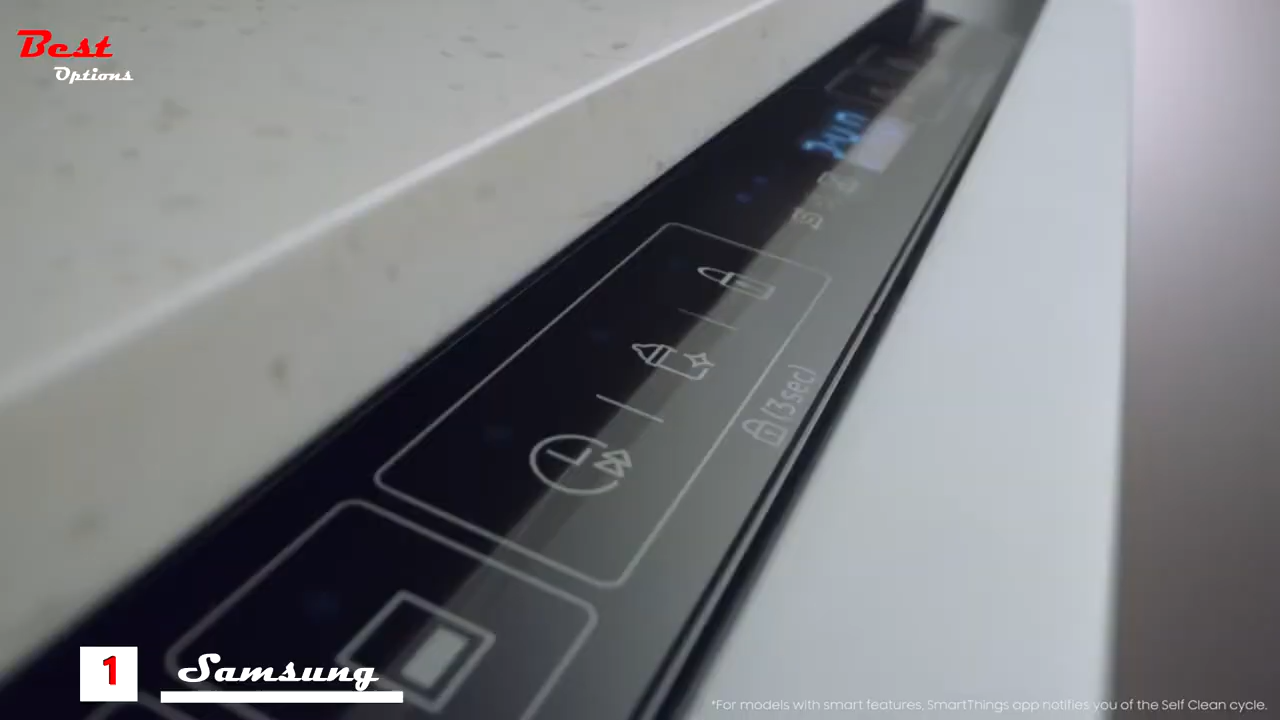 Best
Options
(3sec)
1
Samsung
*For models with smart features, SmartThings app notifies you of the Self Clean cycle.